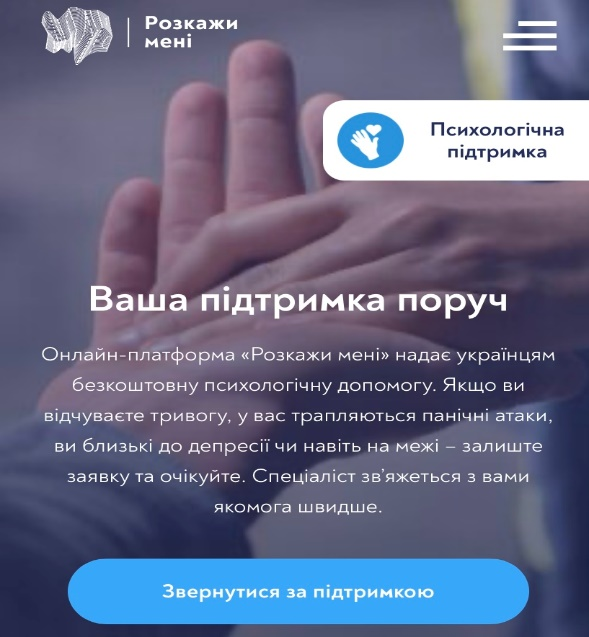 Розкажи
мені
Психологічна
підтримка
Ваша підтримка поруч
Онлайн-платформа «Розкажи мені» надає українцям
безкоштовну психологічну допомогу. Якщо ви
відчуваєте тривогу, у вас трапляються панічні атаки,
ви близькі до депресії чи навіть на межі – залиште
заявку та очікуйте. Спеціаліст зв’яжеться з вами
якомога швидше.
Звернутися за підтримкою